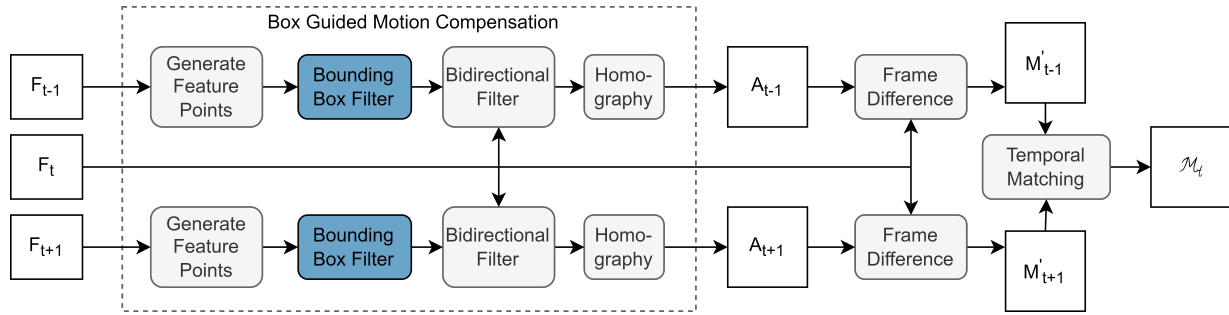 Box Guided Motion Compensation
F_{t-1}
Generate
Feature
Points
Bounding
Box Filter
Bidirectional
Filter
Homo-
graphy
A_{t-1}
Frame
Difference
M'_{t-1}
F_t
Temporal
Matching
ℳ_t
F_{t+1}
Generate
Feature
Points
Bounding
Box Filter
Bidirectional
Filter
Homo-
graphy
A_{t+1}
Frame
Difference
M'_{t+1}